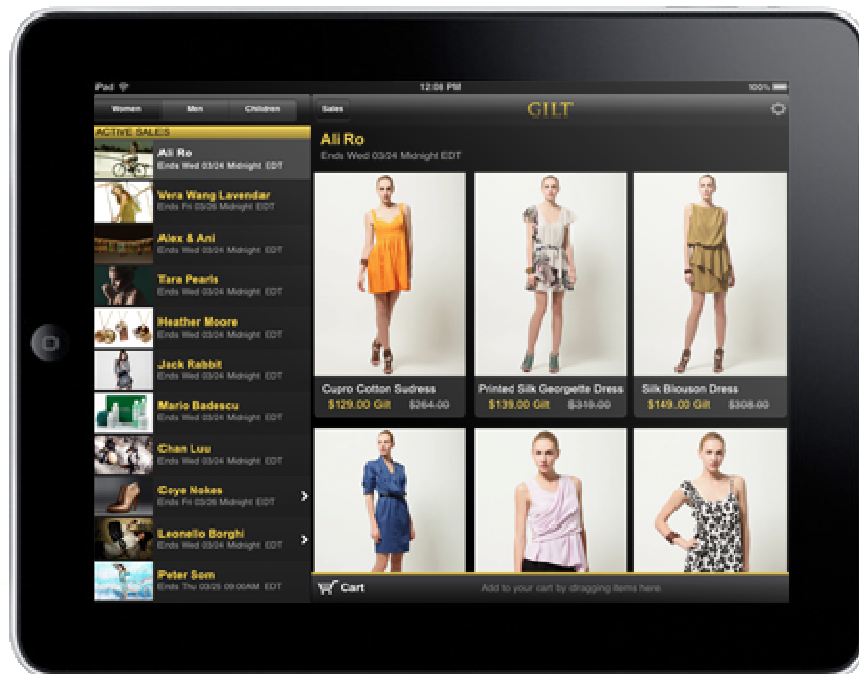 iPad
12:08 PM
100%
Women
Men
Children
Sales
GILT
ACTIVE SALES
Ali Ro
Ends Wed 03/24 Midnight EDT
Vera Wang Lavender
Ends Fri 03/26 Midnight EDT
Alex & Ani
Ends Wed 03/24 Midnight EDT
Tara Pearls
Ends Wed 03/24 Midnight EDT
Heather Moore
Ends Wed 03/24 Midnight EDT
Jack Rabbit
Ends Wed 03/24 Midnight EDT
Mario Badescu
Ends Wed 03/24 Midnight EDT
Chan Luu
Ends Wed 03/24 Midnight EDT
Coye Nokes
Ends Fri 03/26 Midnight EDT
Leonello Borghi
Ends Wed 03/24 Midnight EDT
Peter Som
Ends Thu 03/25 09:00AM EDT
Ali Ro
Ends Wed 03/24 Midnight EDT
Cupro Cotton Sudress
$129.00 Gilt $264.00
Printed Silk Georgette Dress
$139.00 Gilt $319.00
Silk Blouson Dress
$149.00 Gilt $308.00
Cart
Add to your cart by dragging items here.